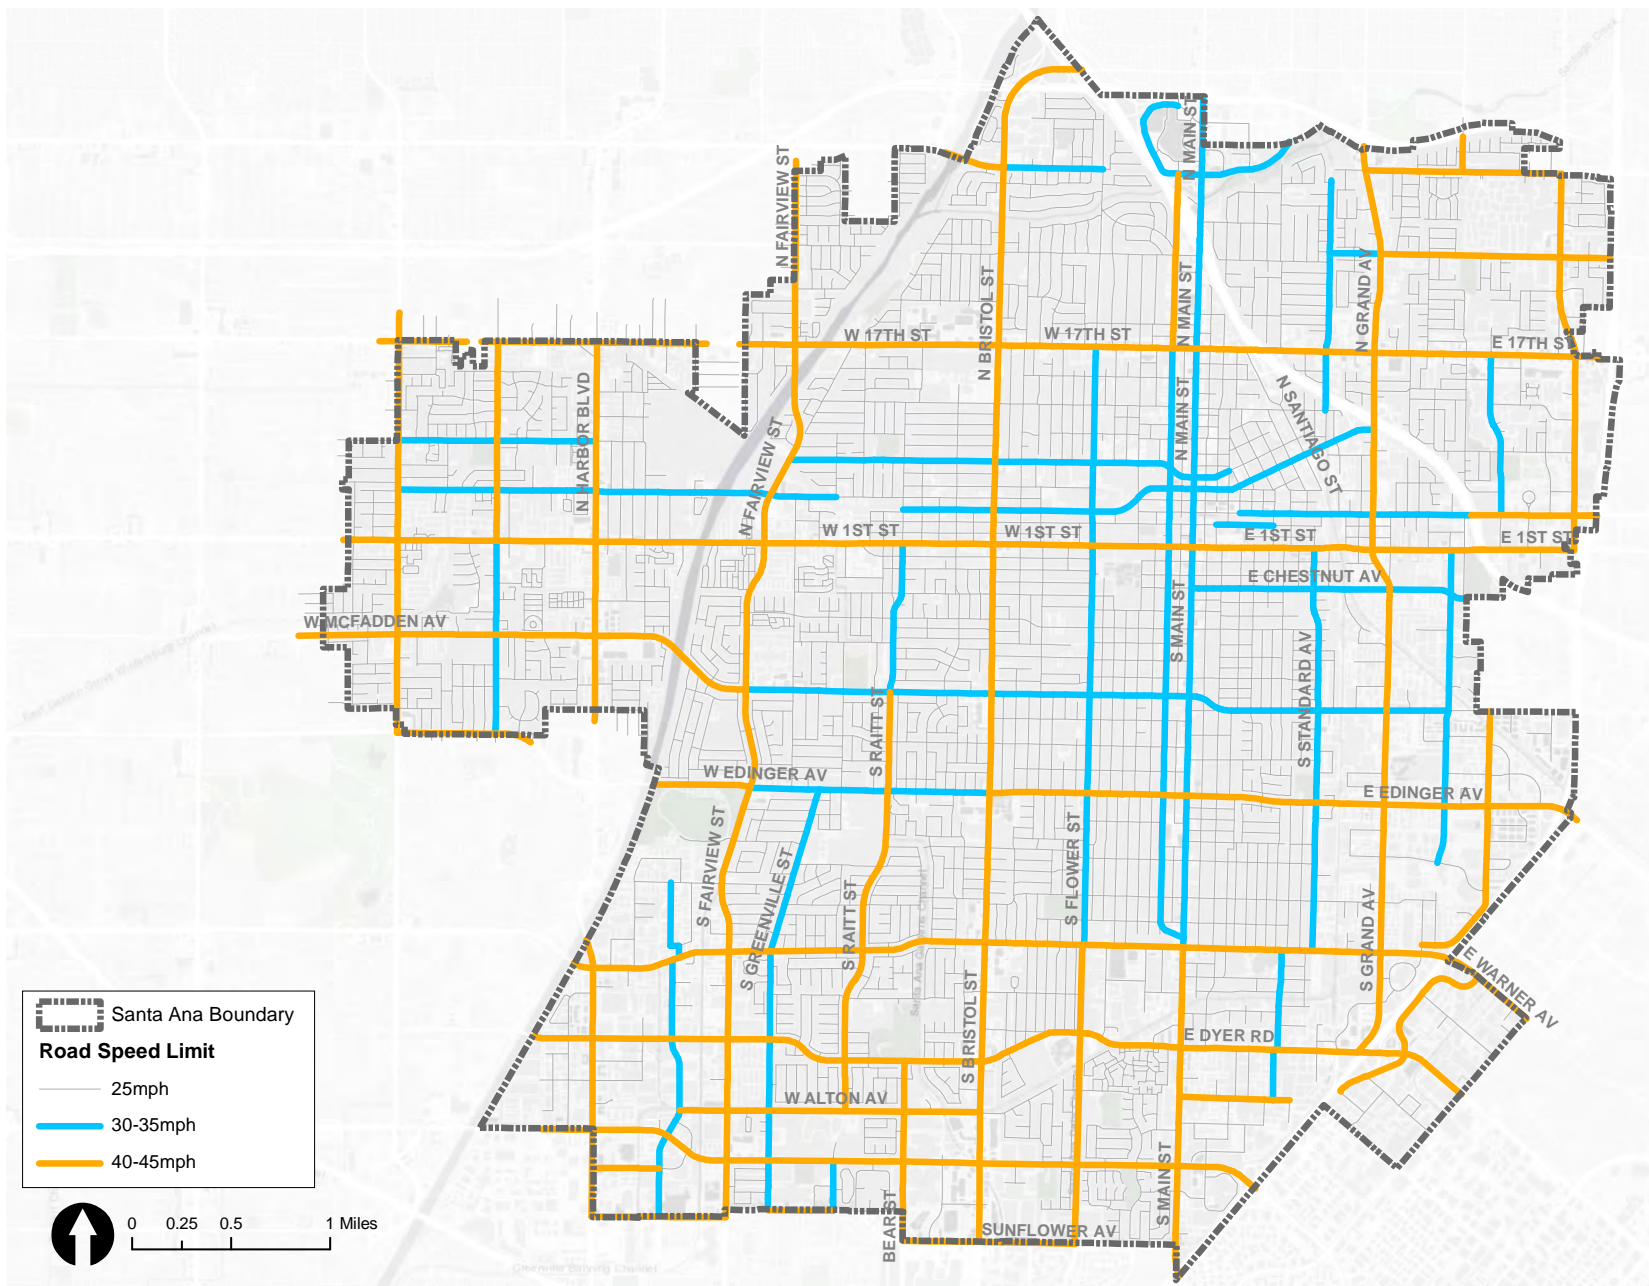 Santiago Creek
N MAIN ST
N FAIRVIEW ST
N BRISTOL ST
N MAIN ST
N GRAND AV
W 17TH ST
W 17TH ST
E 17TH ST
N HARBOR BLVD
N MAIN ST
N SANTIAGO ST
N FAIRVIEW ST
W 1ST ST
W 1ST ST
E 1ST ST
E 1ST ST
E CHESTNUT AV
W MCFADDEN AV
S MAIN ST
S STANDARD AV
S RAITT ST
W EDINGER AV
E EDINGER AV
S FAIRVIEW ST
S GREENVILLE ST
S RAITT ST
S FLOWER ST
S GRAND AV
E WARNER AV
S BRISTOL ST
E DYER RD
W ALTON AV
S MAIN ST
BEAR ST
SUNFLOWER AV
Santa Ana Boundary
Road Speed Limit
25mph
30-35mph
40-45mph
0 0.25 0.5 1 Miles